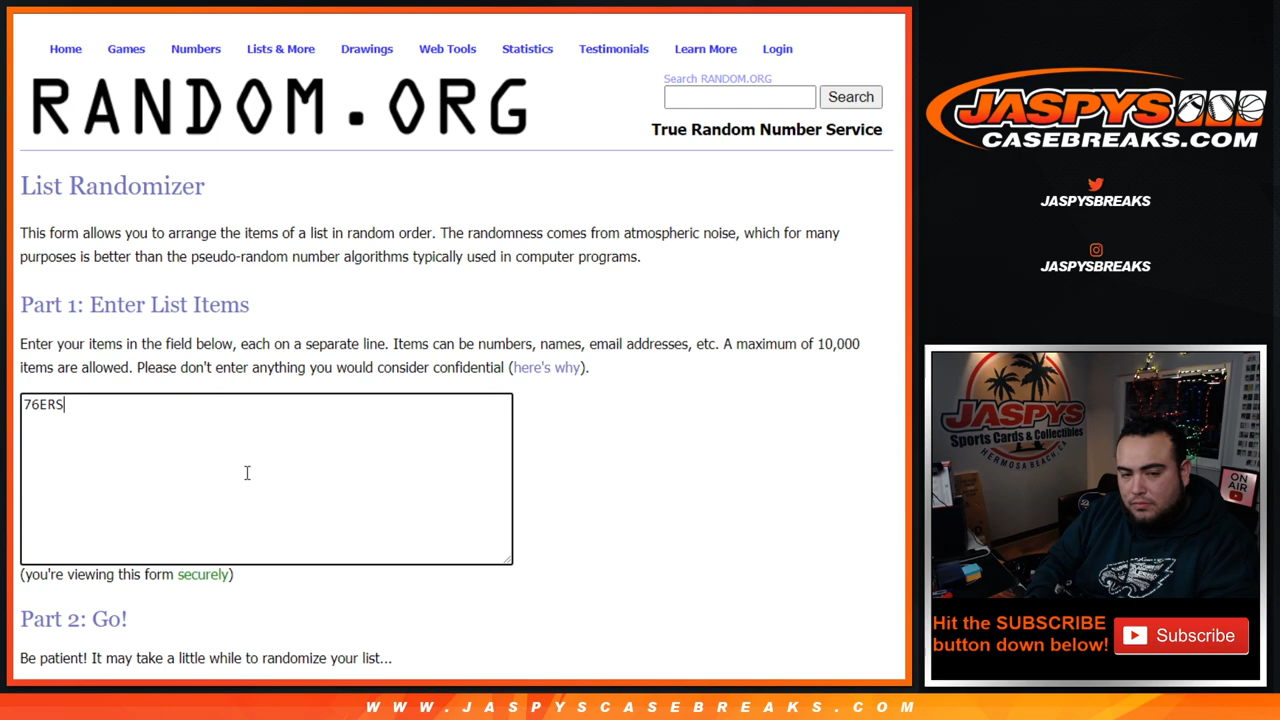 Home Games Numbers Lists & More Drawings Web Tools Statistics Testimonials Learn More Login
RANDOM.ORG
Search RANDOM.ORG
Search
True Random Number Service
List Randomizer
This form allows you to arrange the items of a list in random order. The randomness comes from atmospheric noise, which for many
purposes is better than the pseudo-random number algorithms typically used in computer programs.
Part 1: Enter List Items
Enter your items in the field below, each on a separate line. Items can be numbers, names, email addresses, etc. A maximum of 10,000
items are allowed. Please don't enter anything you would consider confidential (here's why).
76ERS
(you're viewing this form securely)
Part 2: Go!
Be patient! It may take a little while to randomize your list...
JASPYS
CASEBREAKS.COM
JASPYSBREAKS
JASPYSBREAKS
JASPYS
Sports Cards & Collectibles
HERMOSA BEACH, CA
ON
AIR
Hit the SUBSCRIBE
button down below!
Subscribe
WWW.JASPYSCASEBREAKS.COM